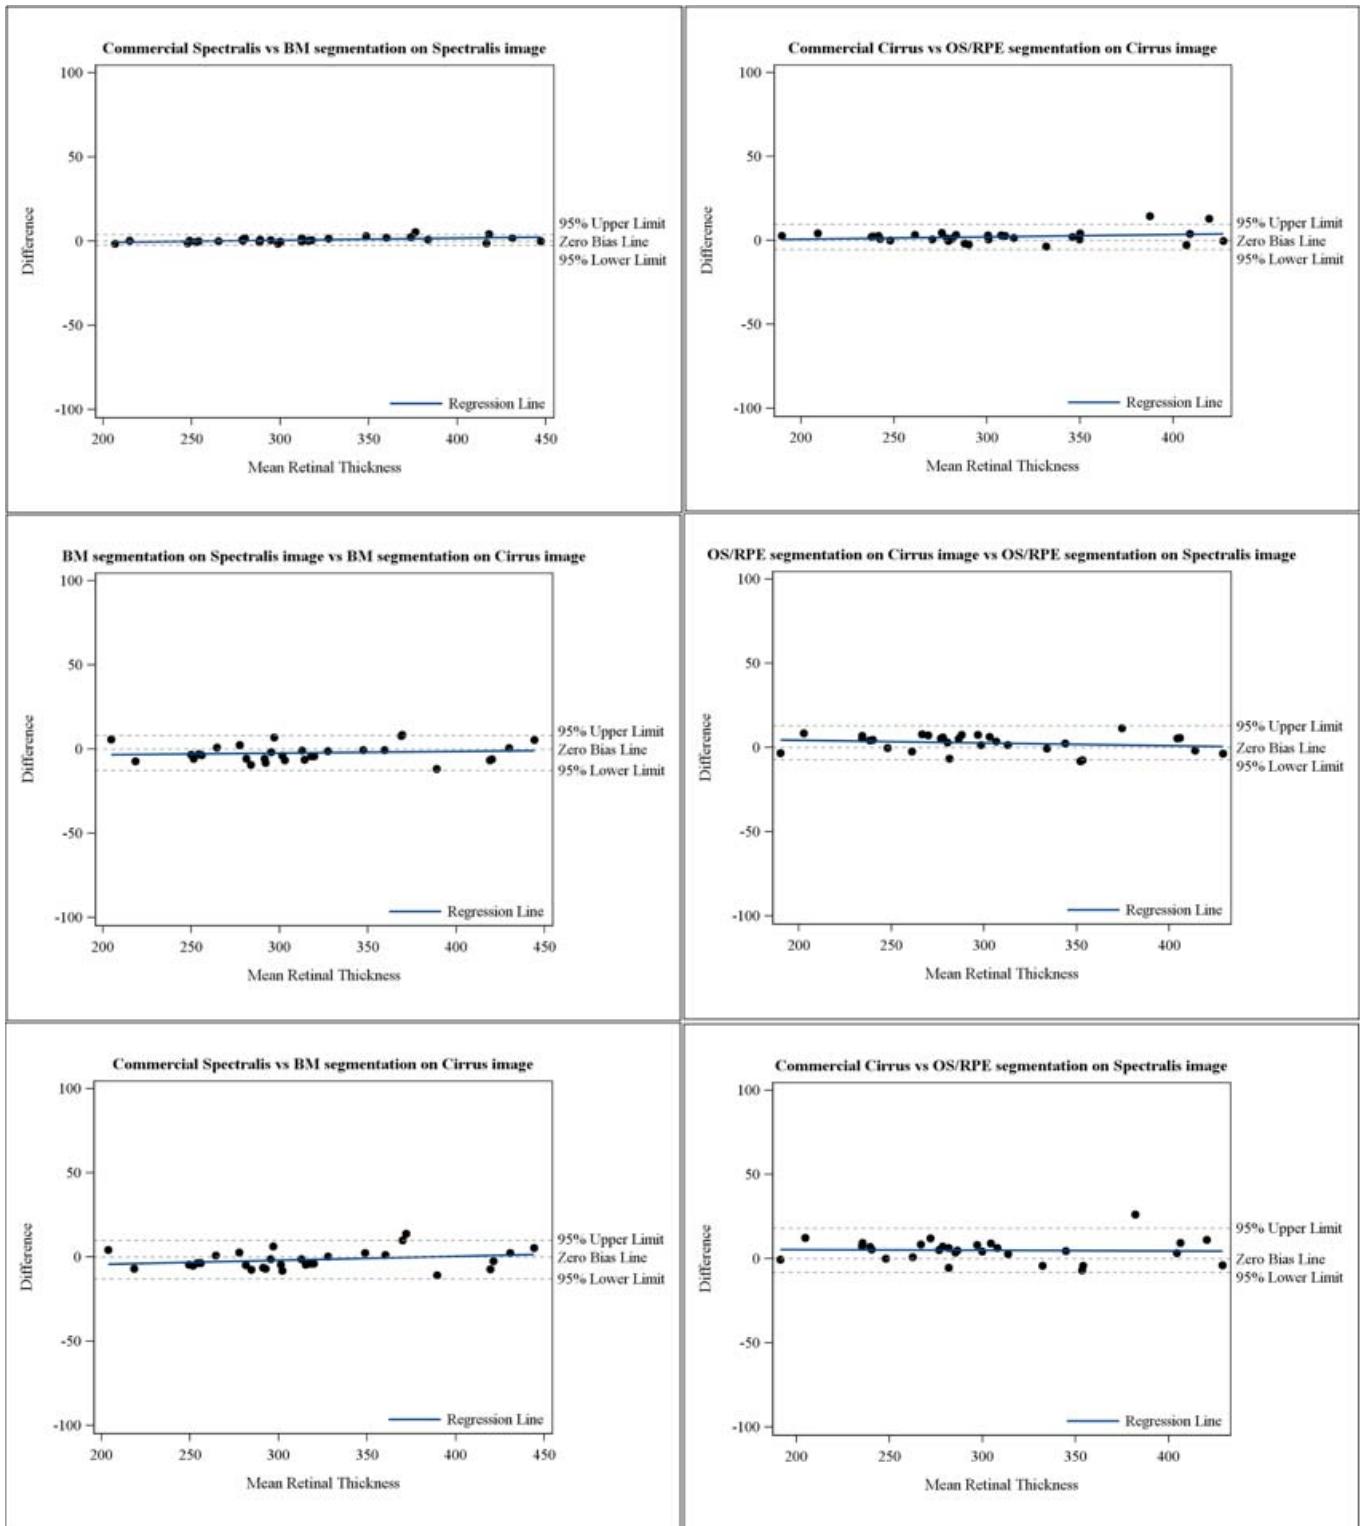 Commercial Spectralis vs BM segmentation on Spectralis image
100
50
0
-50
-100
Difference
95% Upper Limit
Zero Bias Line
95% Lower Limit
Regression Line
200 250 300 350 400 450
Mean Retinal Thickness
Commercial Cirrus vs OS/RPE segmentation on Cirrus image
100
50
0
-50
-100
Difference
95% Upper Limit
Zero Bias Line
95% Lower Limit
Regression Line
200 250 300 350 400
Mean Retinal Thickness
BM segmentation on Spectralis image vs BM segmentation on Cirrus image
100
50
0
-50
-100
Difference
95% Upper Limit
Zero Bias Line
95% Lower Limit
Regression Line
200 250 300 350 400 450
Mean Retinal Thickness
OS/RPE segmentation on Cirrus image vs OS/RPE segmentation on Spectralis image
100
50
0
-50
-100
Difference
95% Upper Limit
Zero Bias Line
95% Lower Limit
Regression Line
200 250 300 350 400
Mean Retinal Thickness
Commercial Spectralis vs BM segmentation on Cirrus image
100
50
0
-50
-100
Difference
95% Upper Limit
Zero Bias Line
95% Lower Limit
Regression Line
200 250 300 350 400 450
Mean Retinal Thickness
Commercial Cirrus vs OS/RPE segmentation on Spectralis image
100
50
0
-50
-100
Difference
95% Upper Limit
Zero Bias Line
95% Lower Limit
Regression Line
200 250 300 350 400
Mean Retinal Thickness